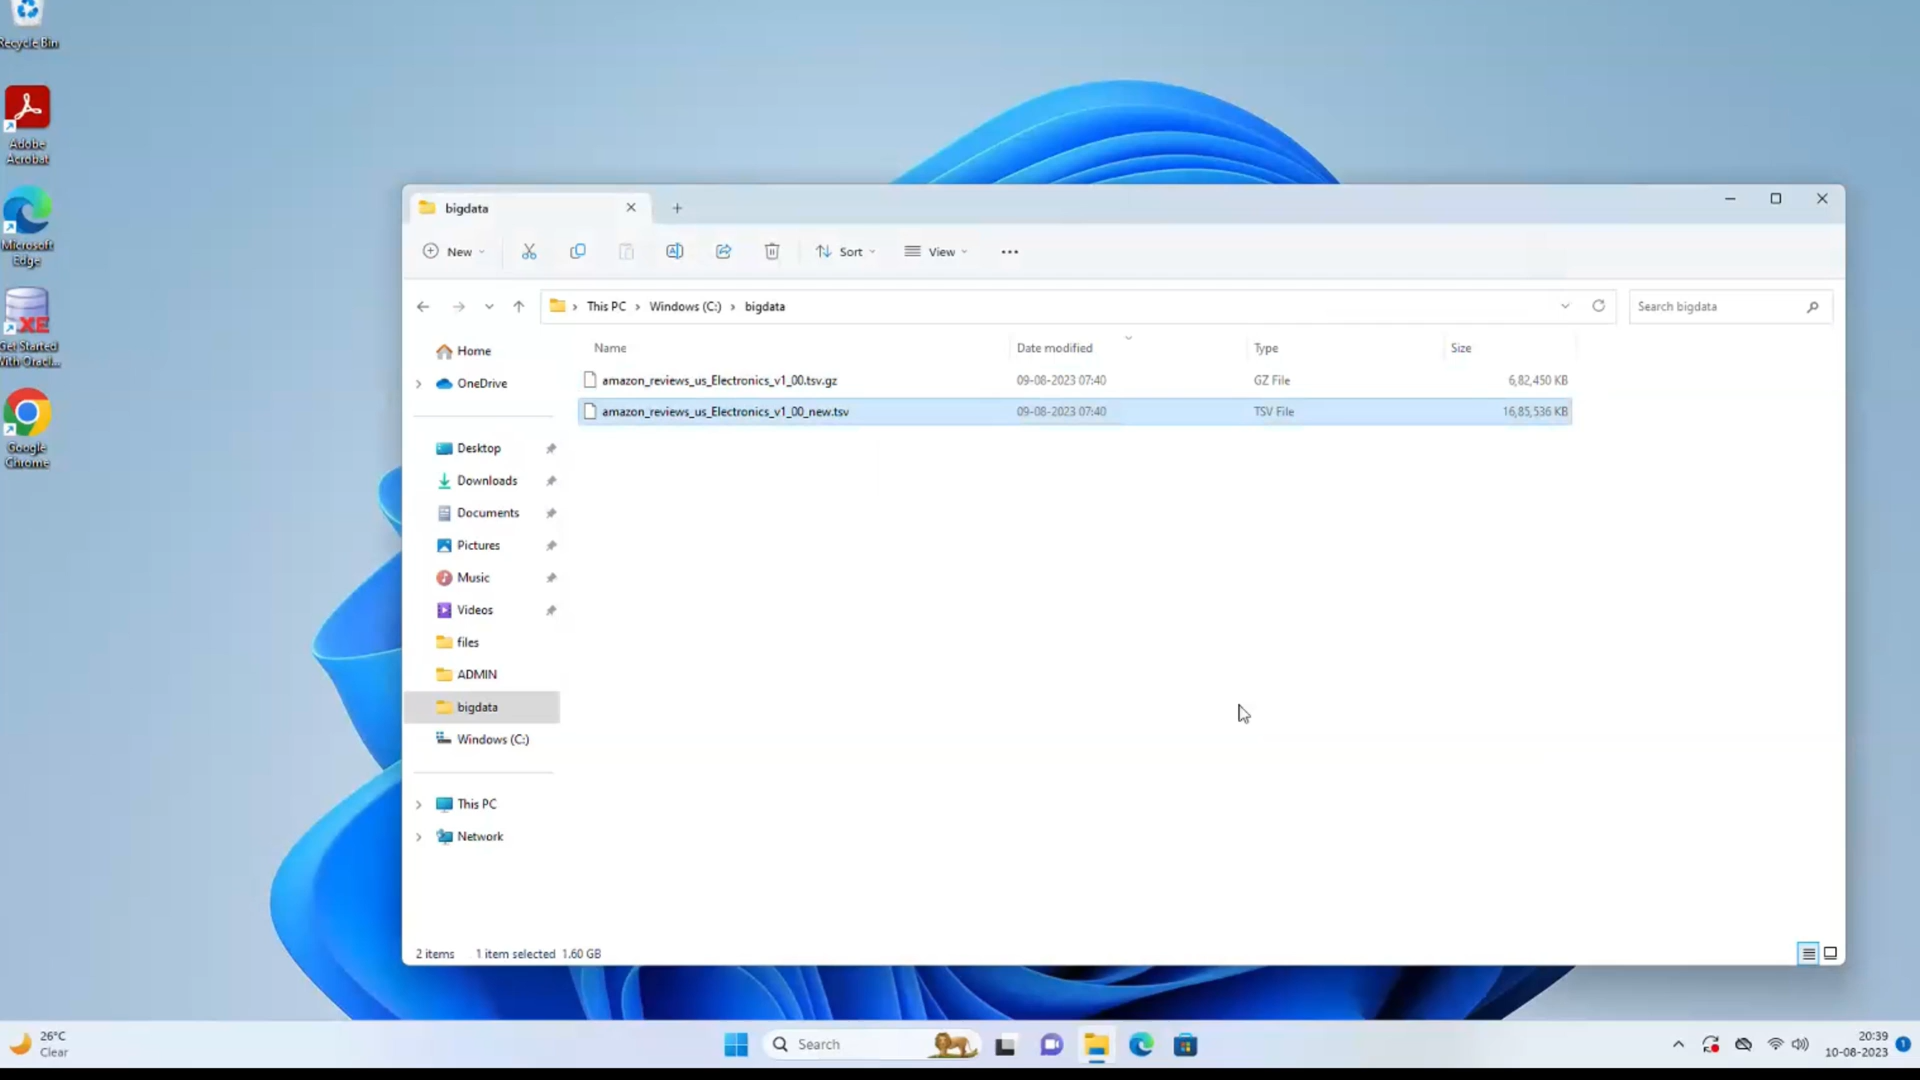 Recycle Bin
Adobe
Acrobat
Microsoft
Edge
XE
Get Started
With Oracl...
Google
Chrome
bigdata
New
Sort
View
This PC
Windows (C:)
bigdata
Search bigdata
Home
OneDrive
Desktop
Downloads
Documents
Pictures
Music
Videos
files
ADMIN
bigdata
Windows (C:)
This PC
Network
Name Date modified Type Size
amazon_reviews_us_Electronics_v1_00.tsv.gz 09-08-2023 07:40 GZ File 6,82,450 KB
amazon_reviews_us_Electronics_v1_00_new.tsv 09-08-2023 07:40 TSV File 16,85,536 KB
2 items 1 item selected 1.60 GB
26°C
Clear
Search
20:39
10-08-2023
1